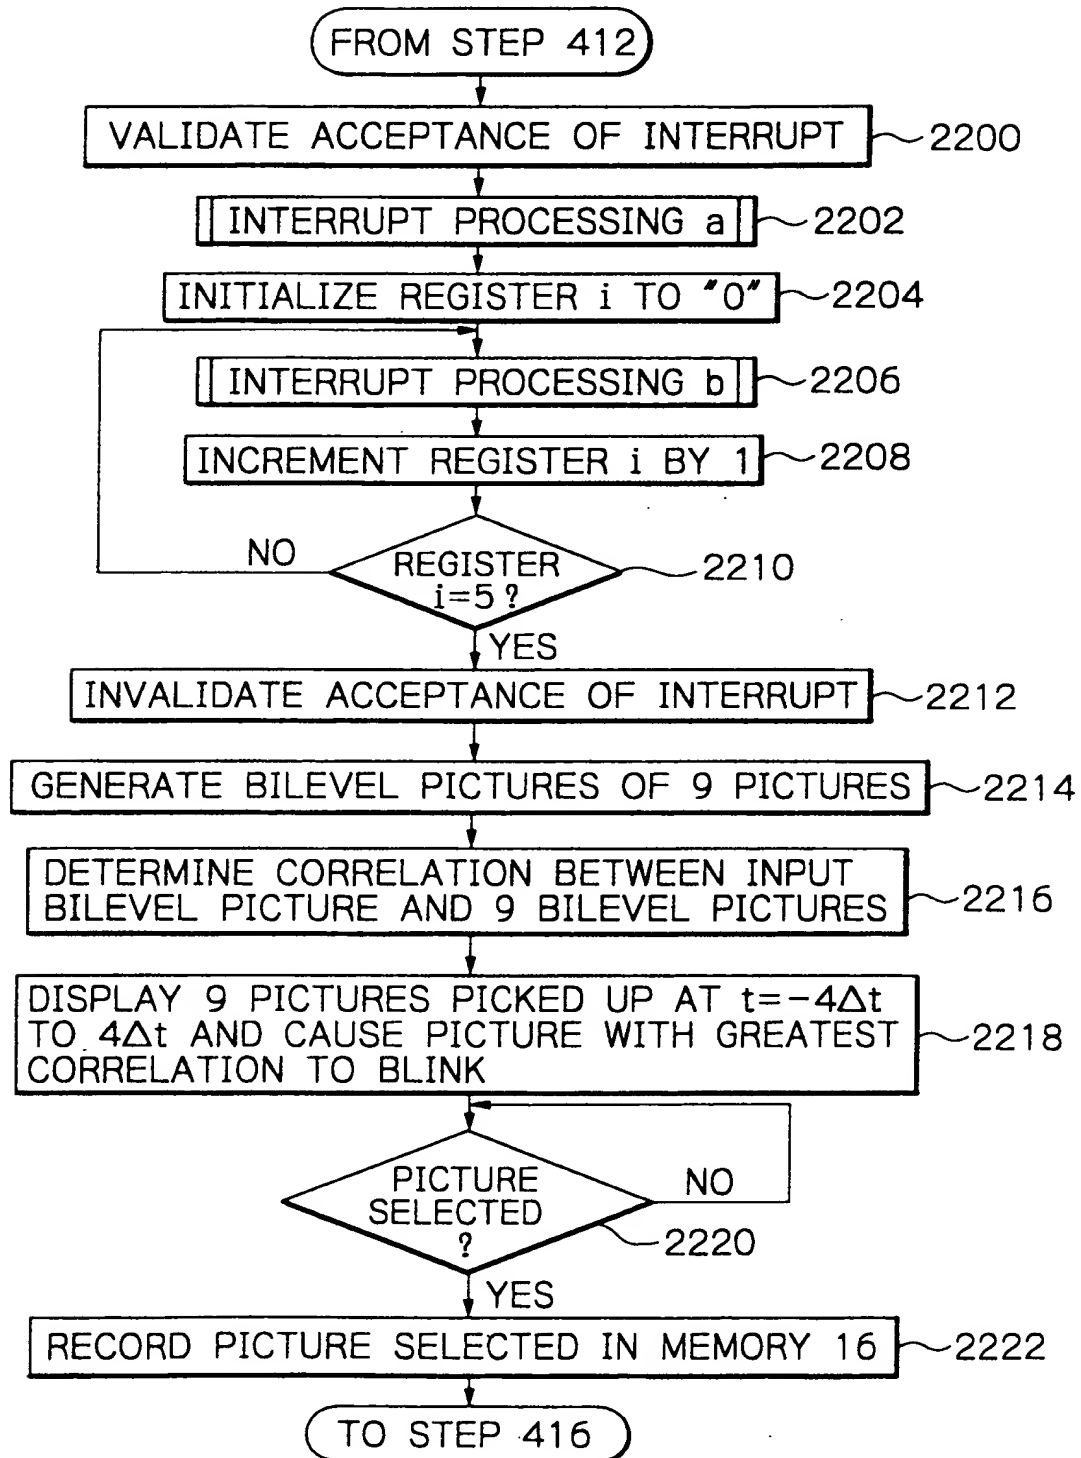 FROM STEP 412
VALIDATE ACCEPTANCE OF INTERRUPT
2200
INTERRUPT PROCESSING a
2202
INITIALIZE REGISTER i TO "0"
2204
INTERRUPT PROCESSING b
2206
INCREMENT REGISTER i BY 1
2208
NO
REGISTER
i=5?
2210
YES
INVALIDATE ACCEPTANCE OF INTERRUPT
2212
GENERATE BILEVEL PICTURES OF 9 PICTURES
2214
DETERMINE CORRELATION BETWEEN INPUT
BILEVEL PICTURE AND 9 BILEVEL PICTURES
2216
DISPLAY 9 PICTURES PICKED UP AT t=-4Δt
TO 4Δt AND CAUSE PICTURE WITH GREATEST
CORRELATION TO BLINK
2218
PICTURE
SELECTED
?
NO
2220
YES
RECORD PICTURE SELECTED IN MEMORY 16
2222
TO STEP 416